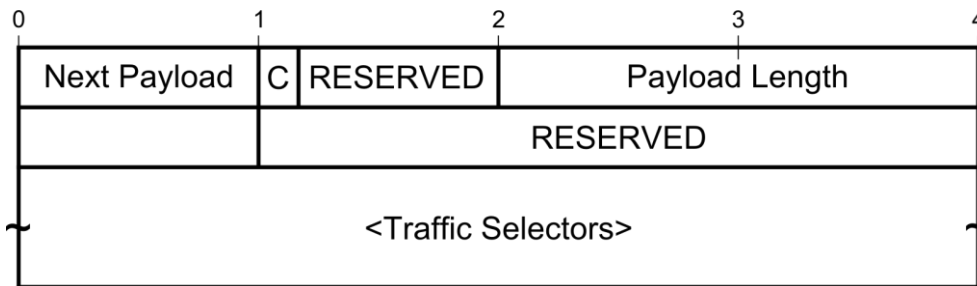 0 1 2 3 4
Next Payload C RESERVED Payload Length
RESERVED
~ <Traffic Selectors> ~